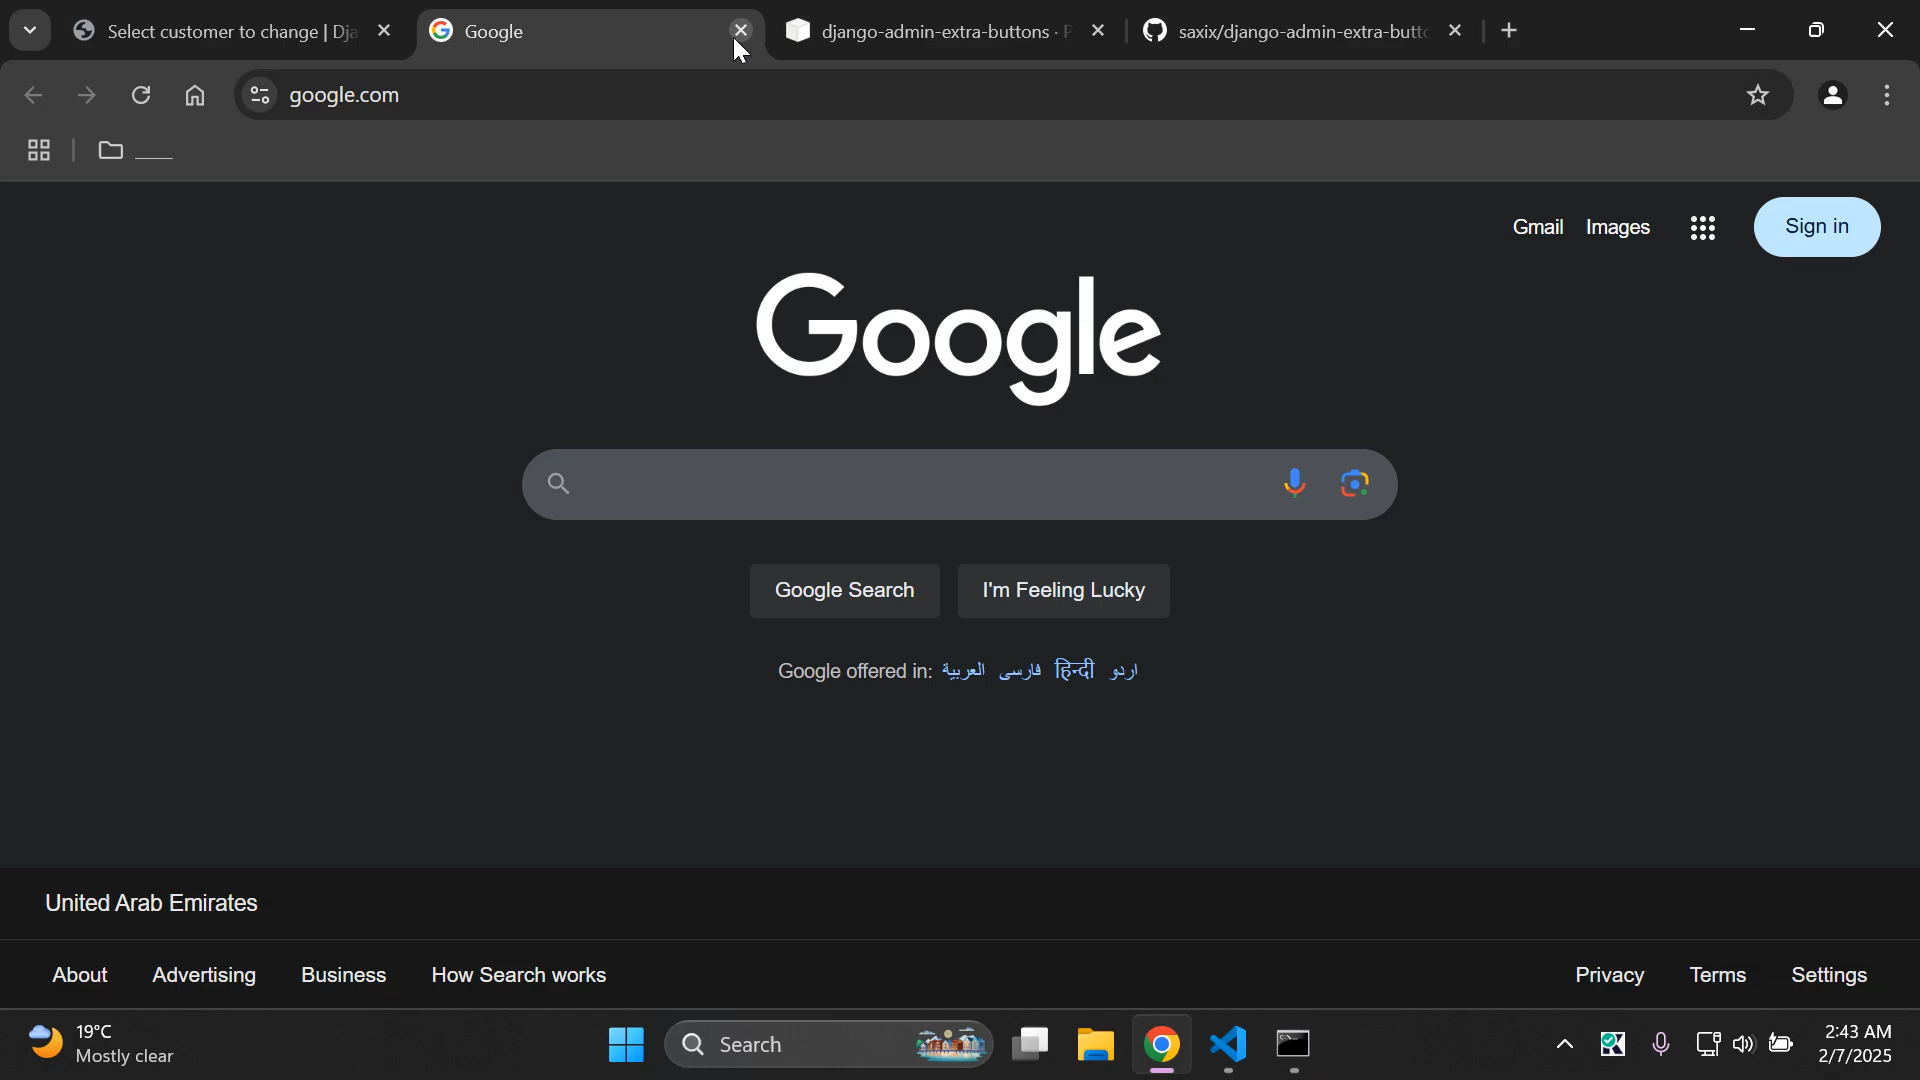 Select customer to change | Dja
Google
django-admin-extra-buttons · P
saxix/django-admin-extra-butto
google.com
Gmail
Images
Sign in
Google
Google Search
I'm Feeling Lucky
Google offered in: العربية فارسی हिन्दी اردو
United Arab Emirates
About
Advertising
Business
How Search works
Privacy
Terms
Settings
19°C
Mostly clear
Search
2:43 AM
2/7/2025